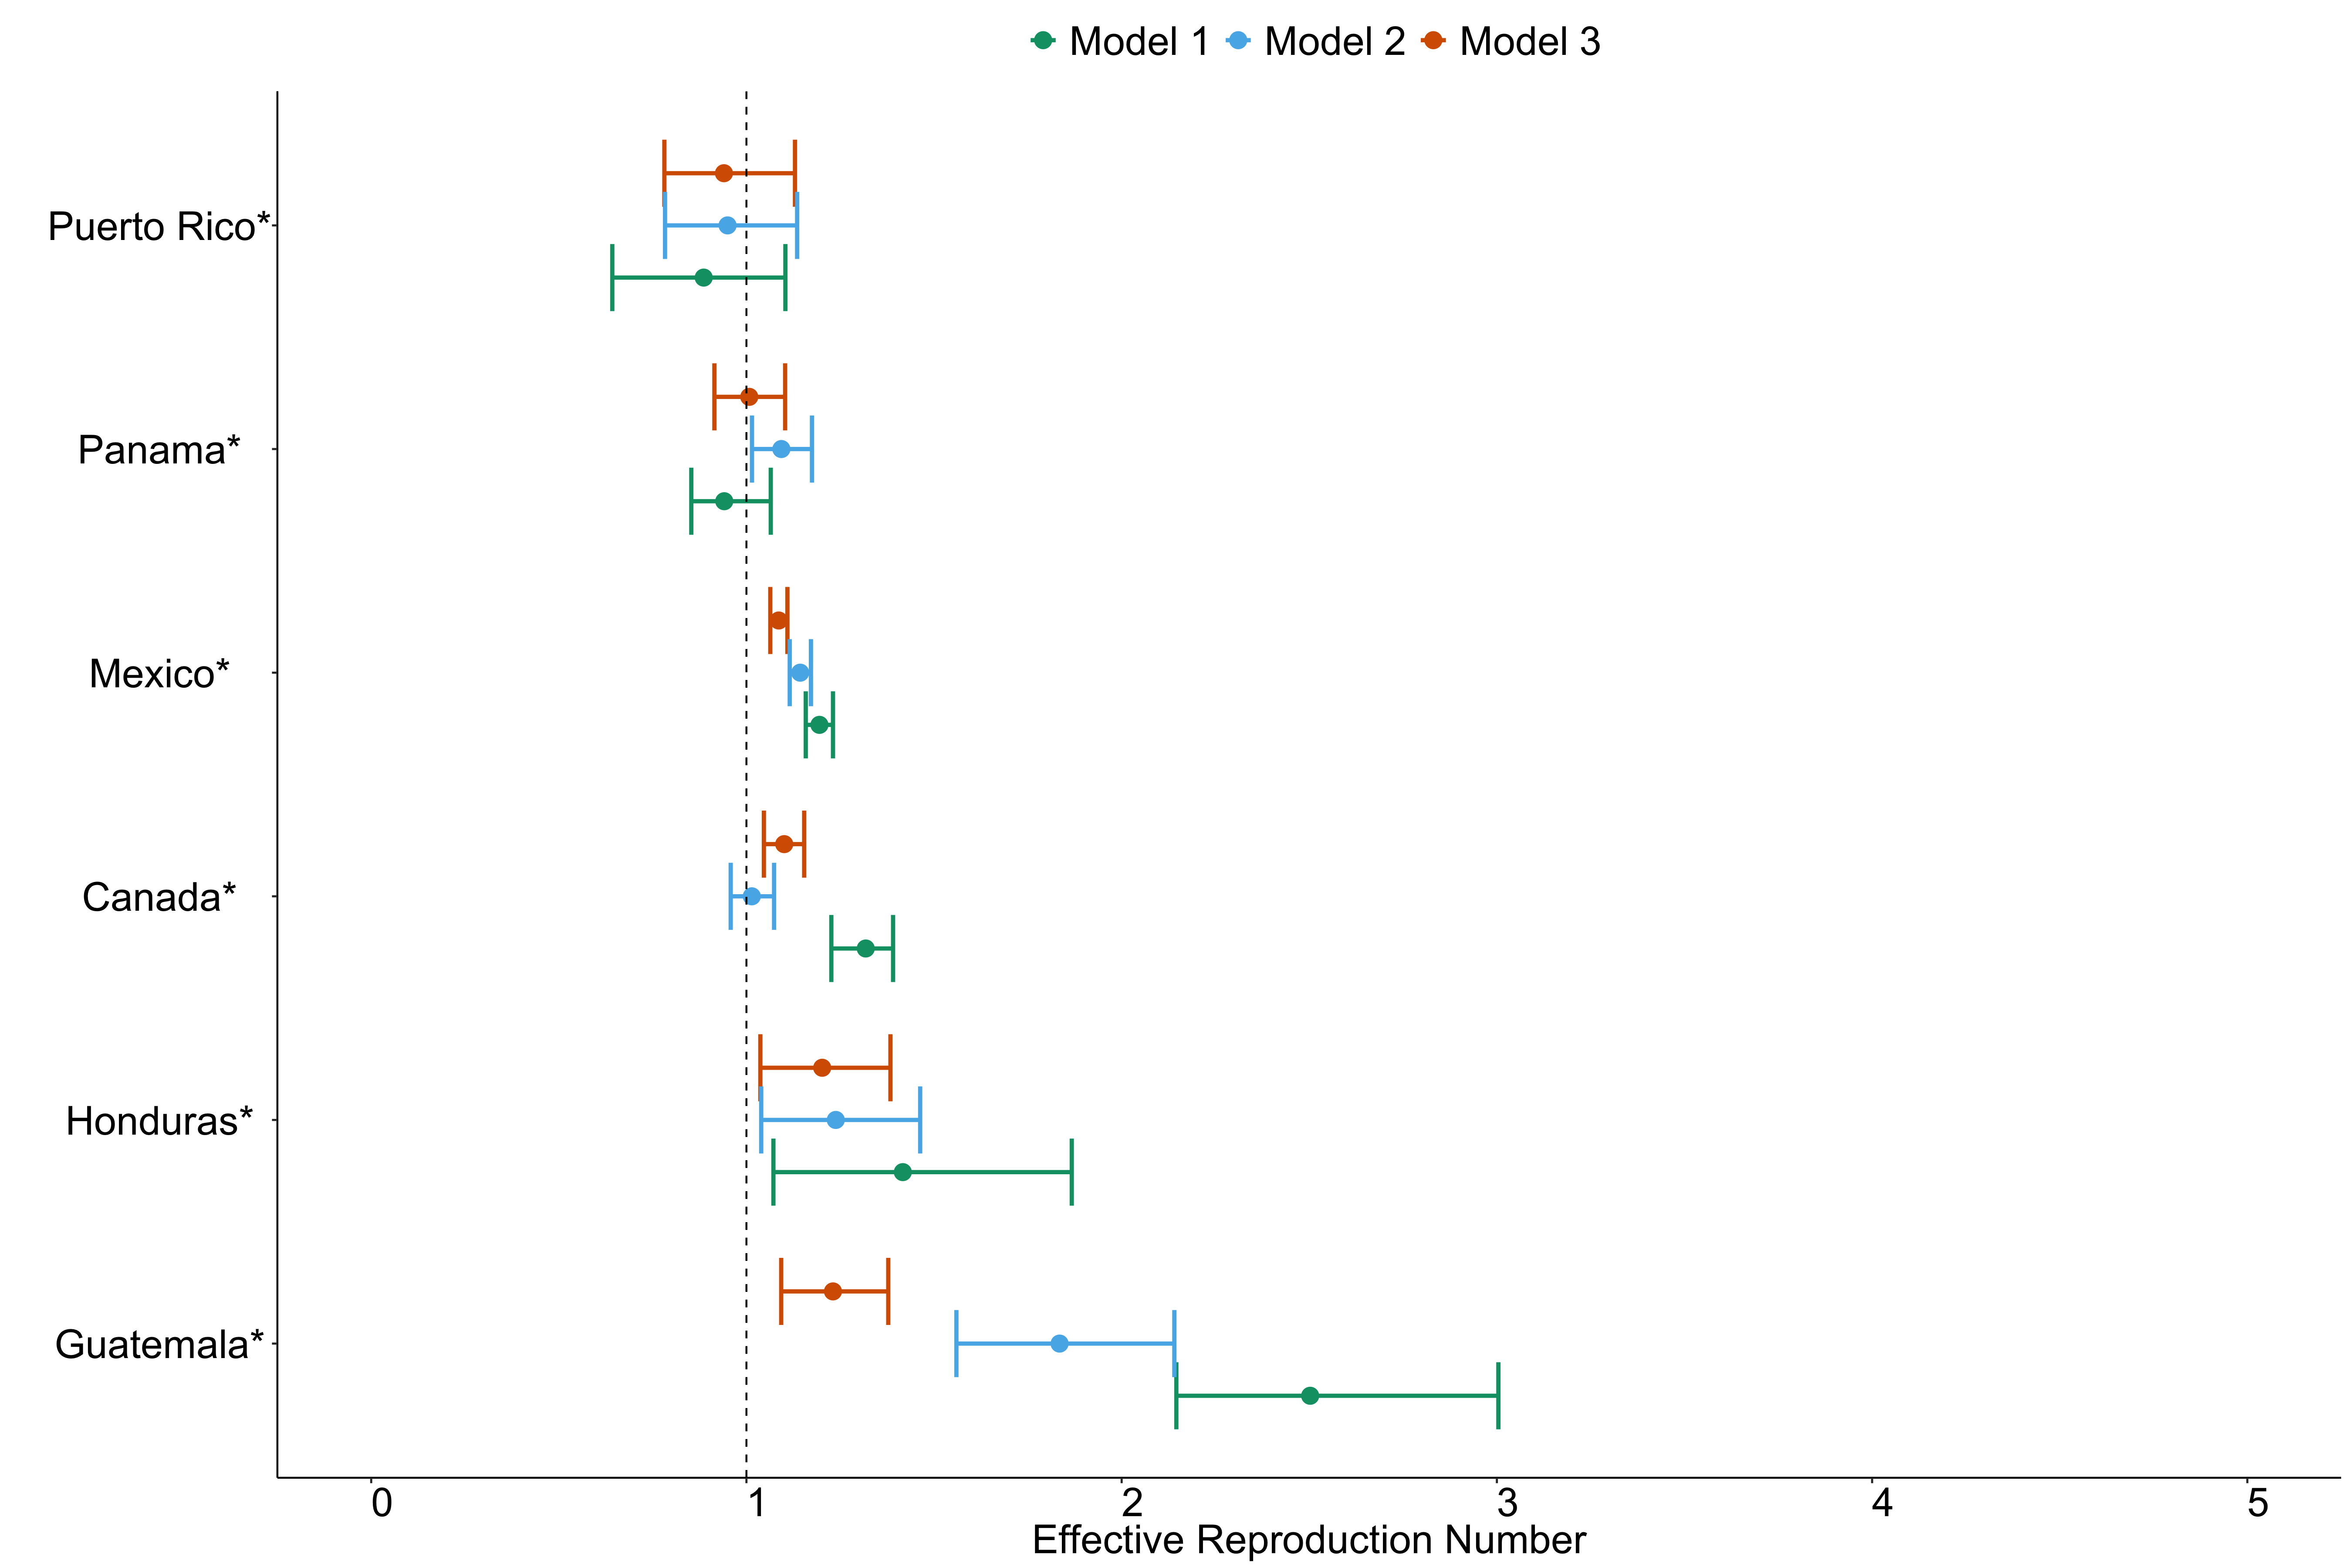 Model 1 Model 2 Model 3
Puerto Rico*
Panama*
Mexico*
Canada*
Honduras*
Guatemala*
0 1 2 3 4 5
Effective Reproduction Number